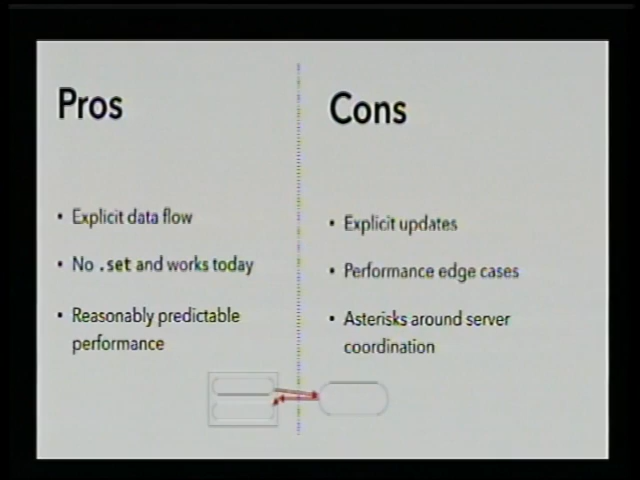 Pros
• Explicit data flow
• No .set and works today
• Reasonably predictable
performance
Cons
• Explicit updates
• Performance edge cases
• Asterisks around server
coordination